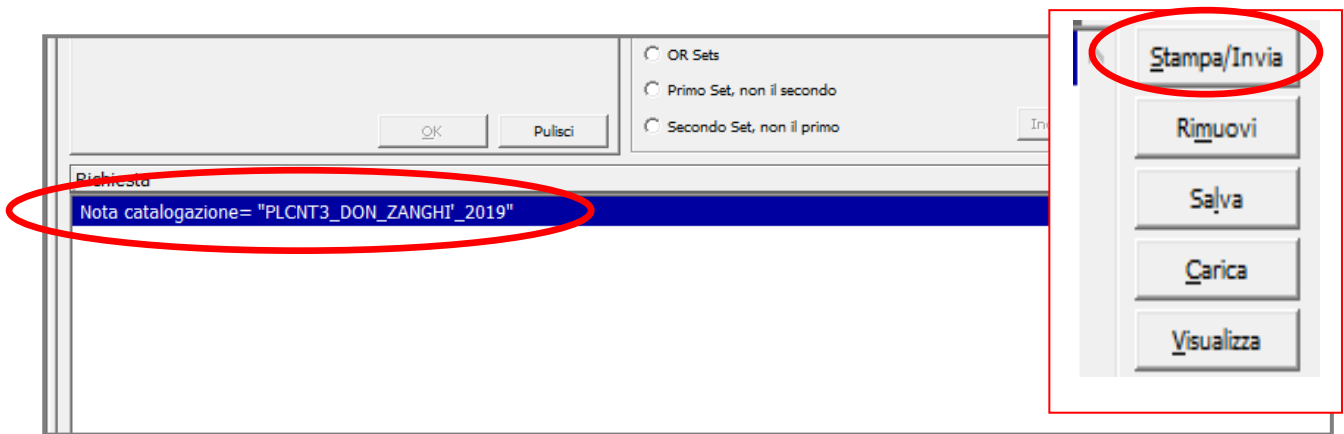 OR Sets
Primo Set, non il secondo
OK
Pulisci
Secondo Set, non il primo
Richiesta
Nota catalogazione= "PLCNT3_DON_ZANGHI'_2019"
Stampa/Invia
Rimuovi
Salva
Carica
Visualizza